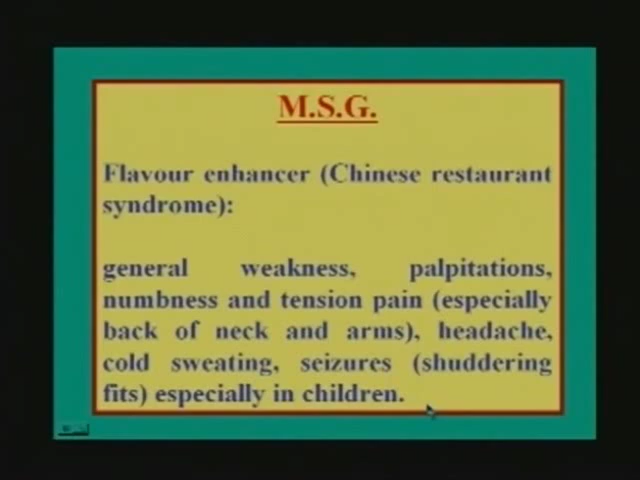 M.S.G.
Flavour enhancer (Chinese restaurant
syndrome):
general weakness, palpitations,
numbness and tension pain (especially
back of neck and arms), headache,
cold sweating, seizures (shuddering
fits) especially in children.